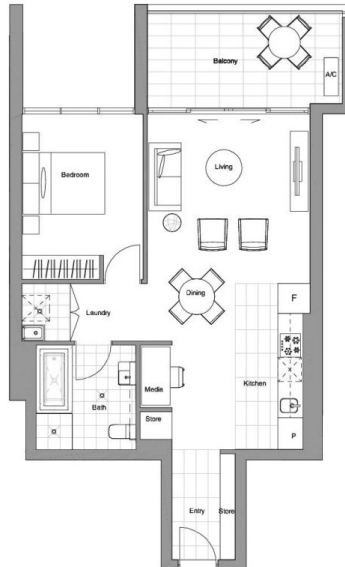 Balcony
A/C
Bedroom
Living
Dining
F
Laundry
Media
Kitchen
Bath
Store
P
Entry
Store